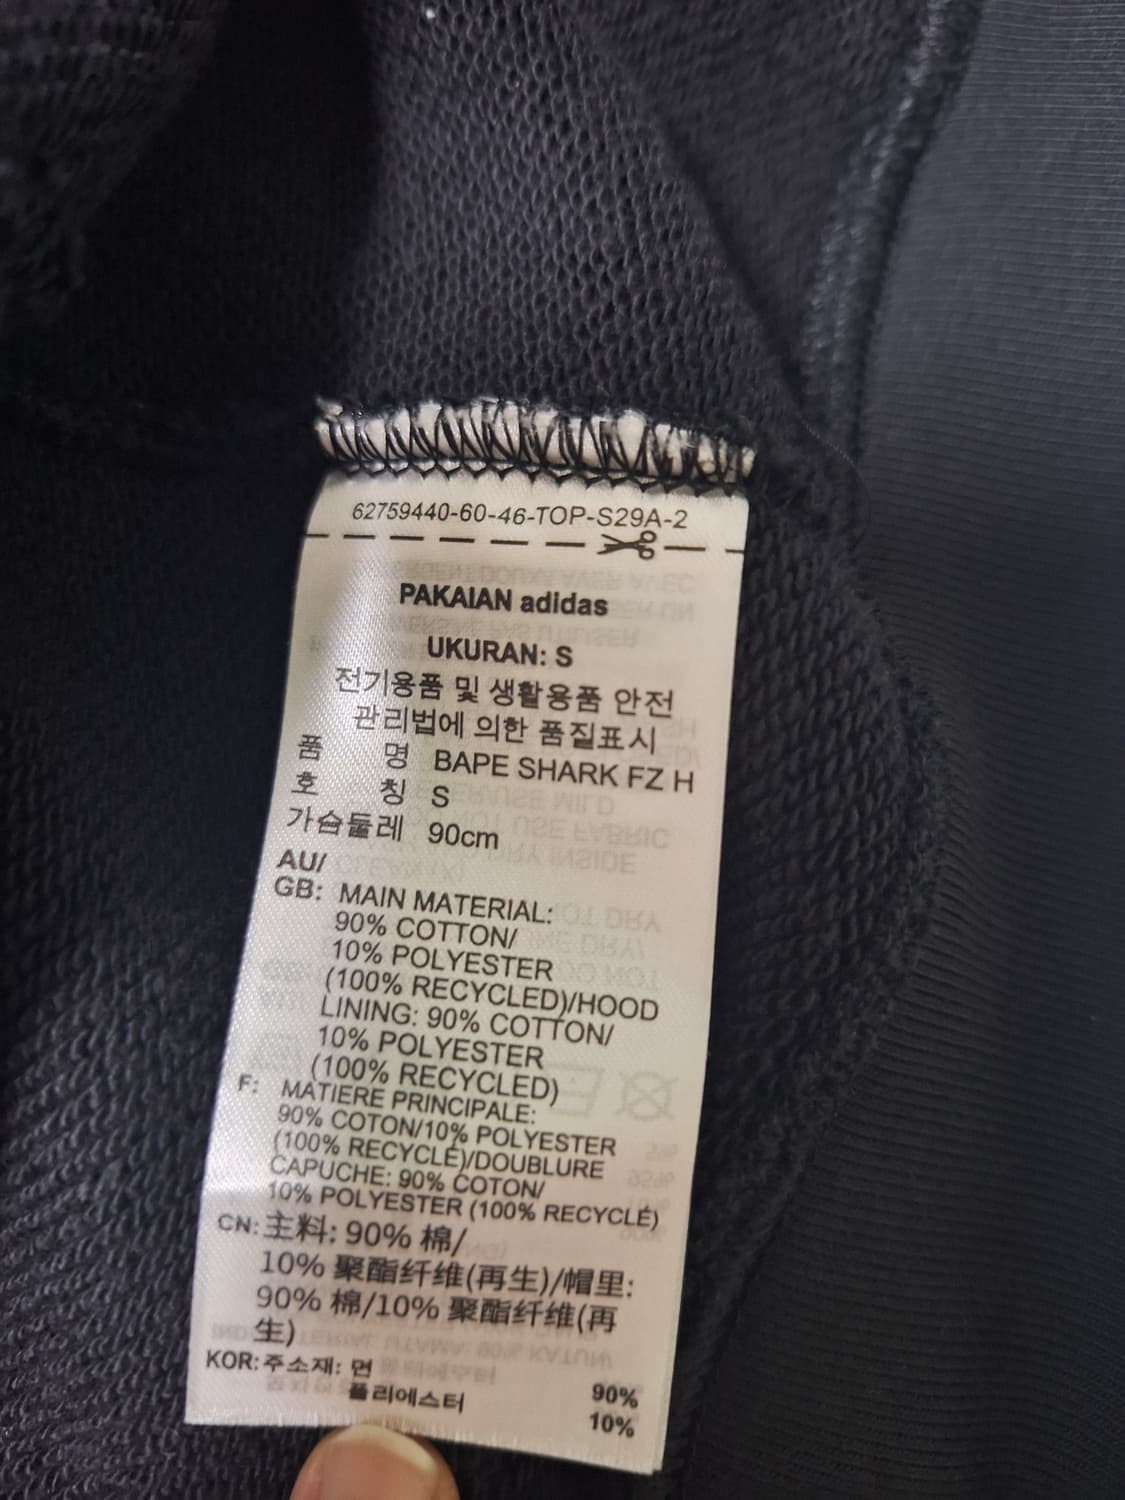 62759440-60-46-TOP-S29A-2
PAKAIAN adidas
UKURAN: S
전기용품 및 생활용품 안전
관리법에 의한 품질표시
품 명 BAPE SHARK FZ H
호 칭 S
가슴둘레 90cm
AU/
GB: MAIN MATERIAL:
90% COTTON/
10% POLYESTER
(100% RECYCLED)/HOOD
LINING: 90% COTTON/
10% POLYESTER
(100% RECYCLED)
F: MATIERE PRINCIPALE:
90% COTON/10% POLYESTER
(100% RECYCLÉ)/DOUBLURE
CAPUCHE: 90% COTON/
10% POLYESTER (100% RECYCLÉ)
CN: 主料: 90% 棉/
10% 聚酯纤维(再生)/帽里:
90% 棉/10% 聚酯纤维(再
生)
KOR: 주소재: 면 90%
폴리에스터 10%